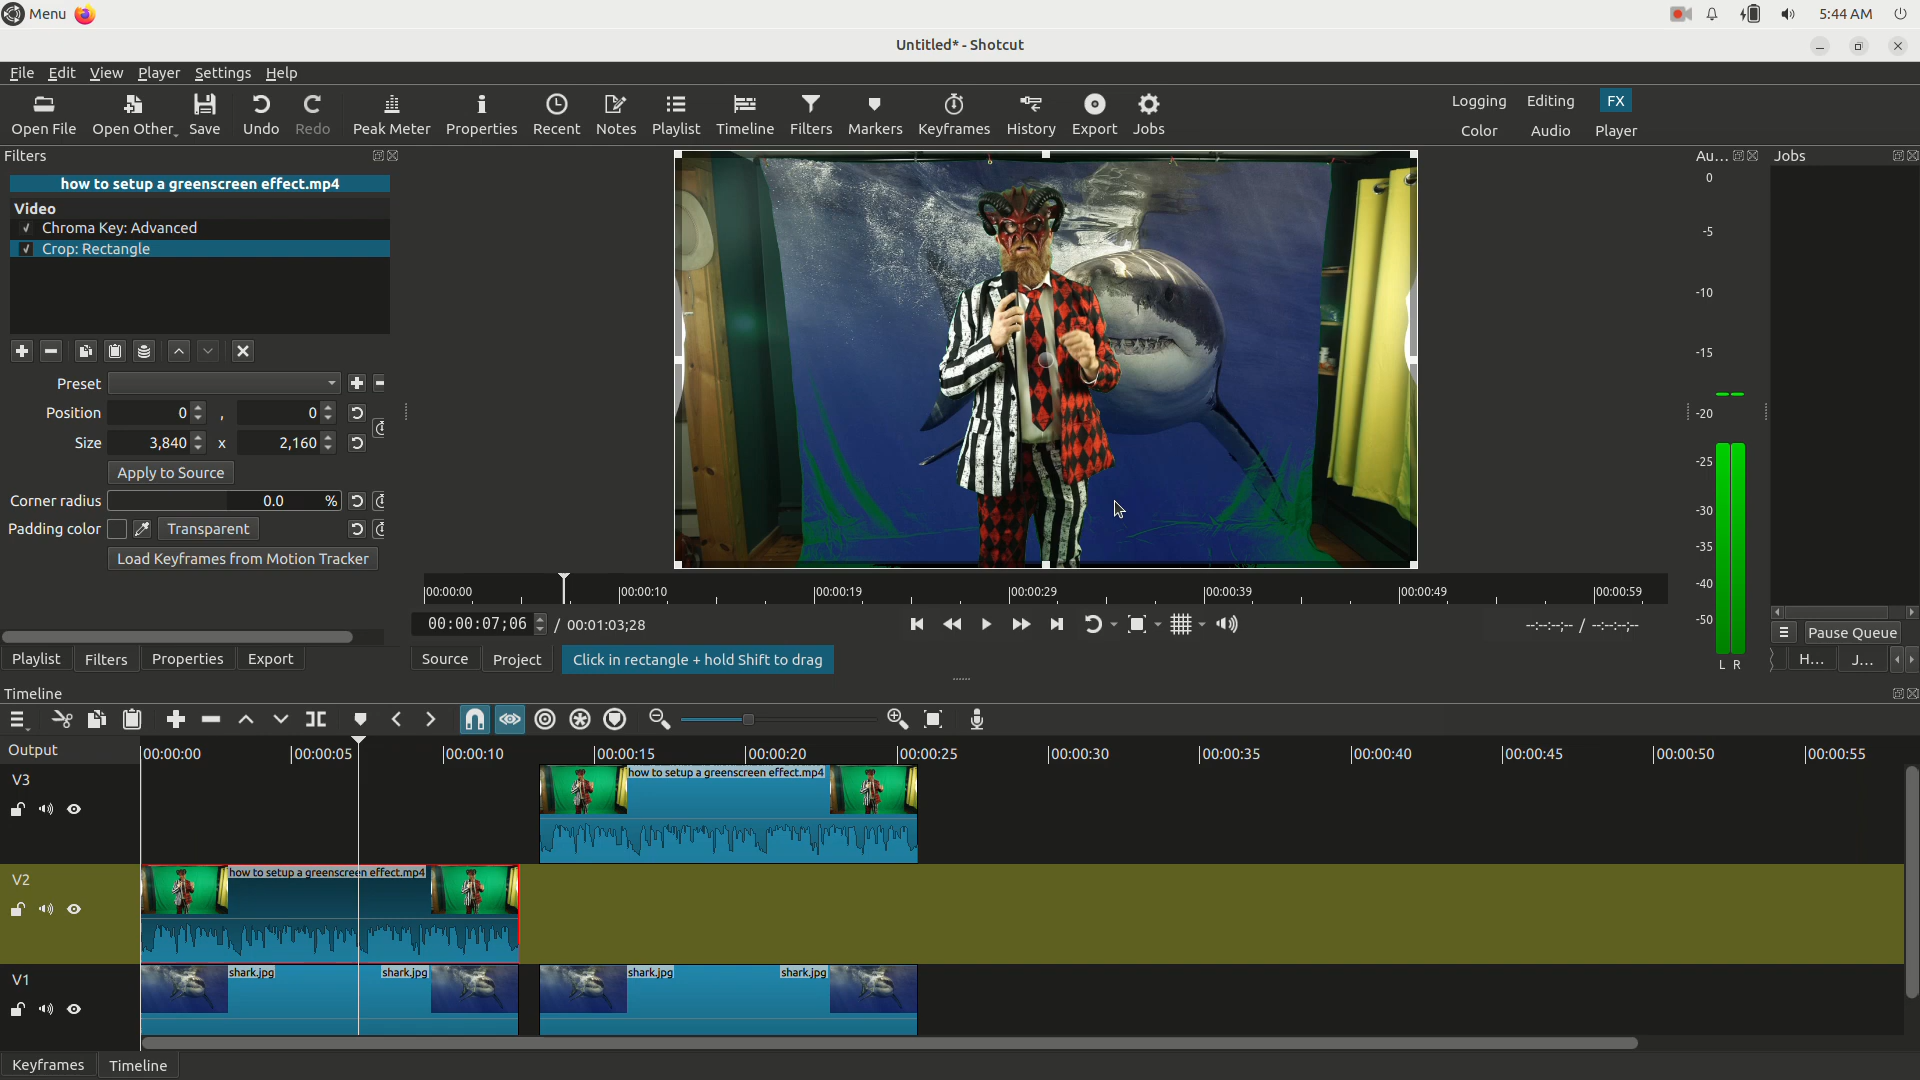 Menu
5:44 AM
Untitled* - Shotcut
File Edit View Player Settings Help
Open File Open Other Save Undo Redo Peak Meter Properties Recent Notes Playlist Timeline Filters Markers Keyframes History Export Jobs
Logging Editing FX
Color Audio Player
Filters
Au... Jobs
how to setup a greenscreen effect.mp4
Video
Chroma Key: Advanced
Crop: Rectangle
Preset
Position 0 , 0
Size 3,840 x 2,160
Apply to Source
Corner radius 0.0 %
Padding color Transparent
Load Keyframes from Motion Tracker
0
-5
-10
-15
-20
-25
-30
-35
-40
-50
L R
00:00:00 00:00:10 00:00:19 00:00:29 00:00:39 00:00:49 00:00:59
00:00:07;06 / 00:01:03;28
--:--:--;-- / --:--:--;--
Pause Queue
Playlist Filters Properties Export
Source Project Click in rectangle + hold Shift to drag
H... J...
Timeline
Output
00:00:00 00:00:05 00:00:10 00:00:15 00:00:20 00:00:25 00:00:30 00:00:35 00:00:40 00:00:45 00:00:50 00:00:55
V3
how to setup a greenscreen effect.mp4
V2
how to setup a greenscreen effect.mp4
V1
shark.jpg shark.jpg shark.jpg shark.jpg
Keyframes Timeline